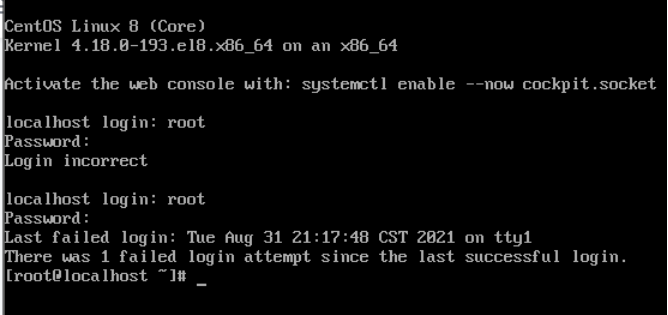 CentOS Linux 8 (Core)
Kernel 4.18.0-193.el8.x86_64 on an x86_64
Activate the web console with: systemctl enable --now cockpit.socket
localhost login: root
Password:
Login incorrect
localhost login: root
Password:
Last failed login: Tue Aug 31 21:17:48 CST 2021 on tty1
There was 1 failed login attempt since the last successful login.
[root@localhost ~]# _